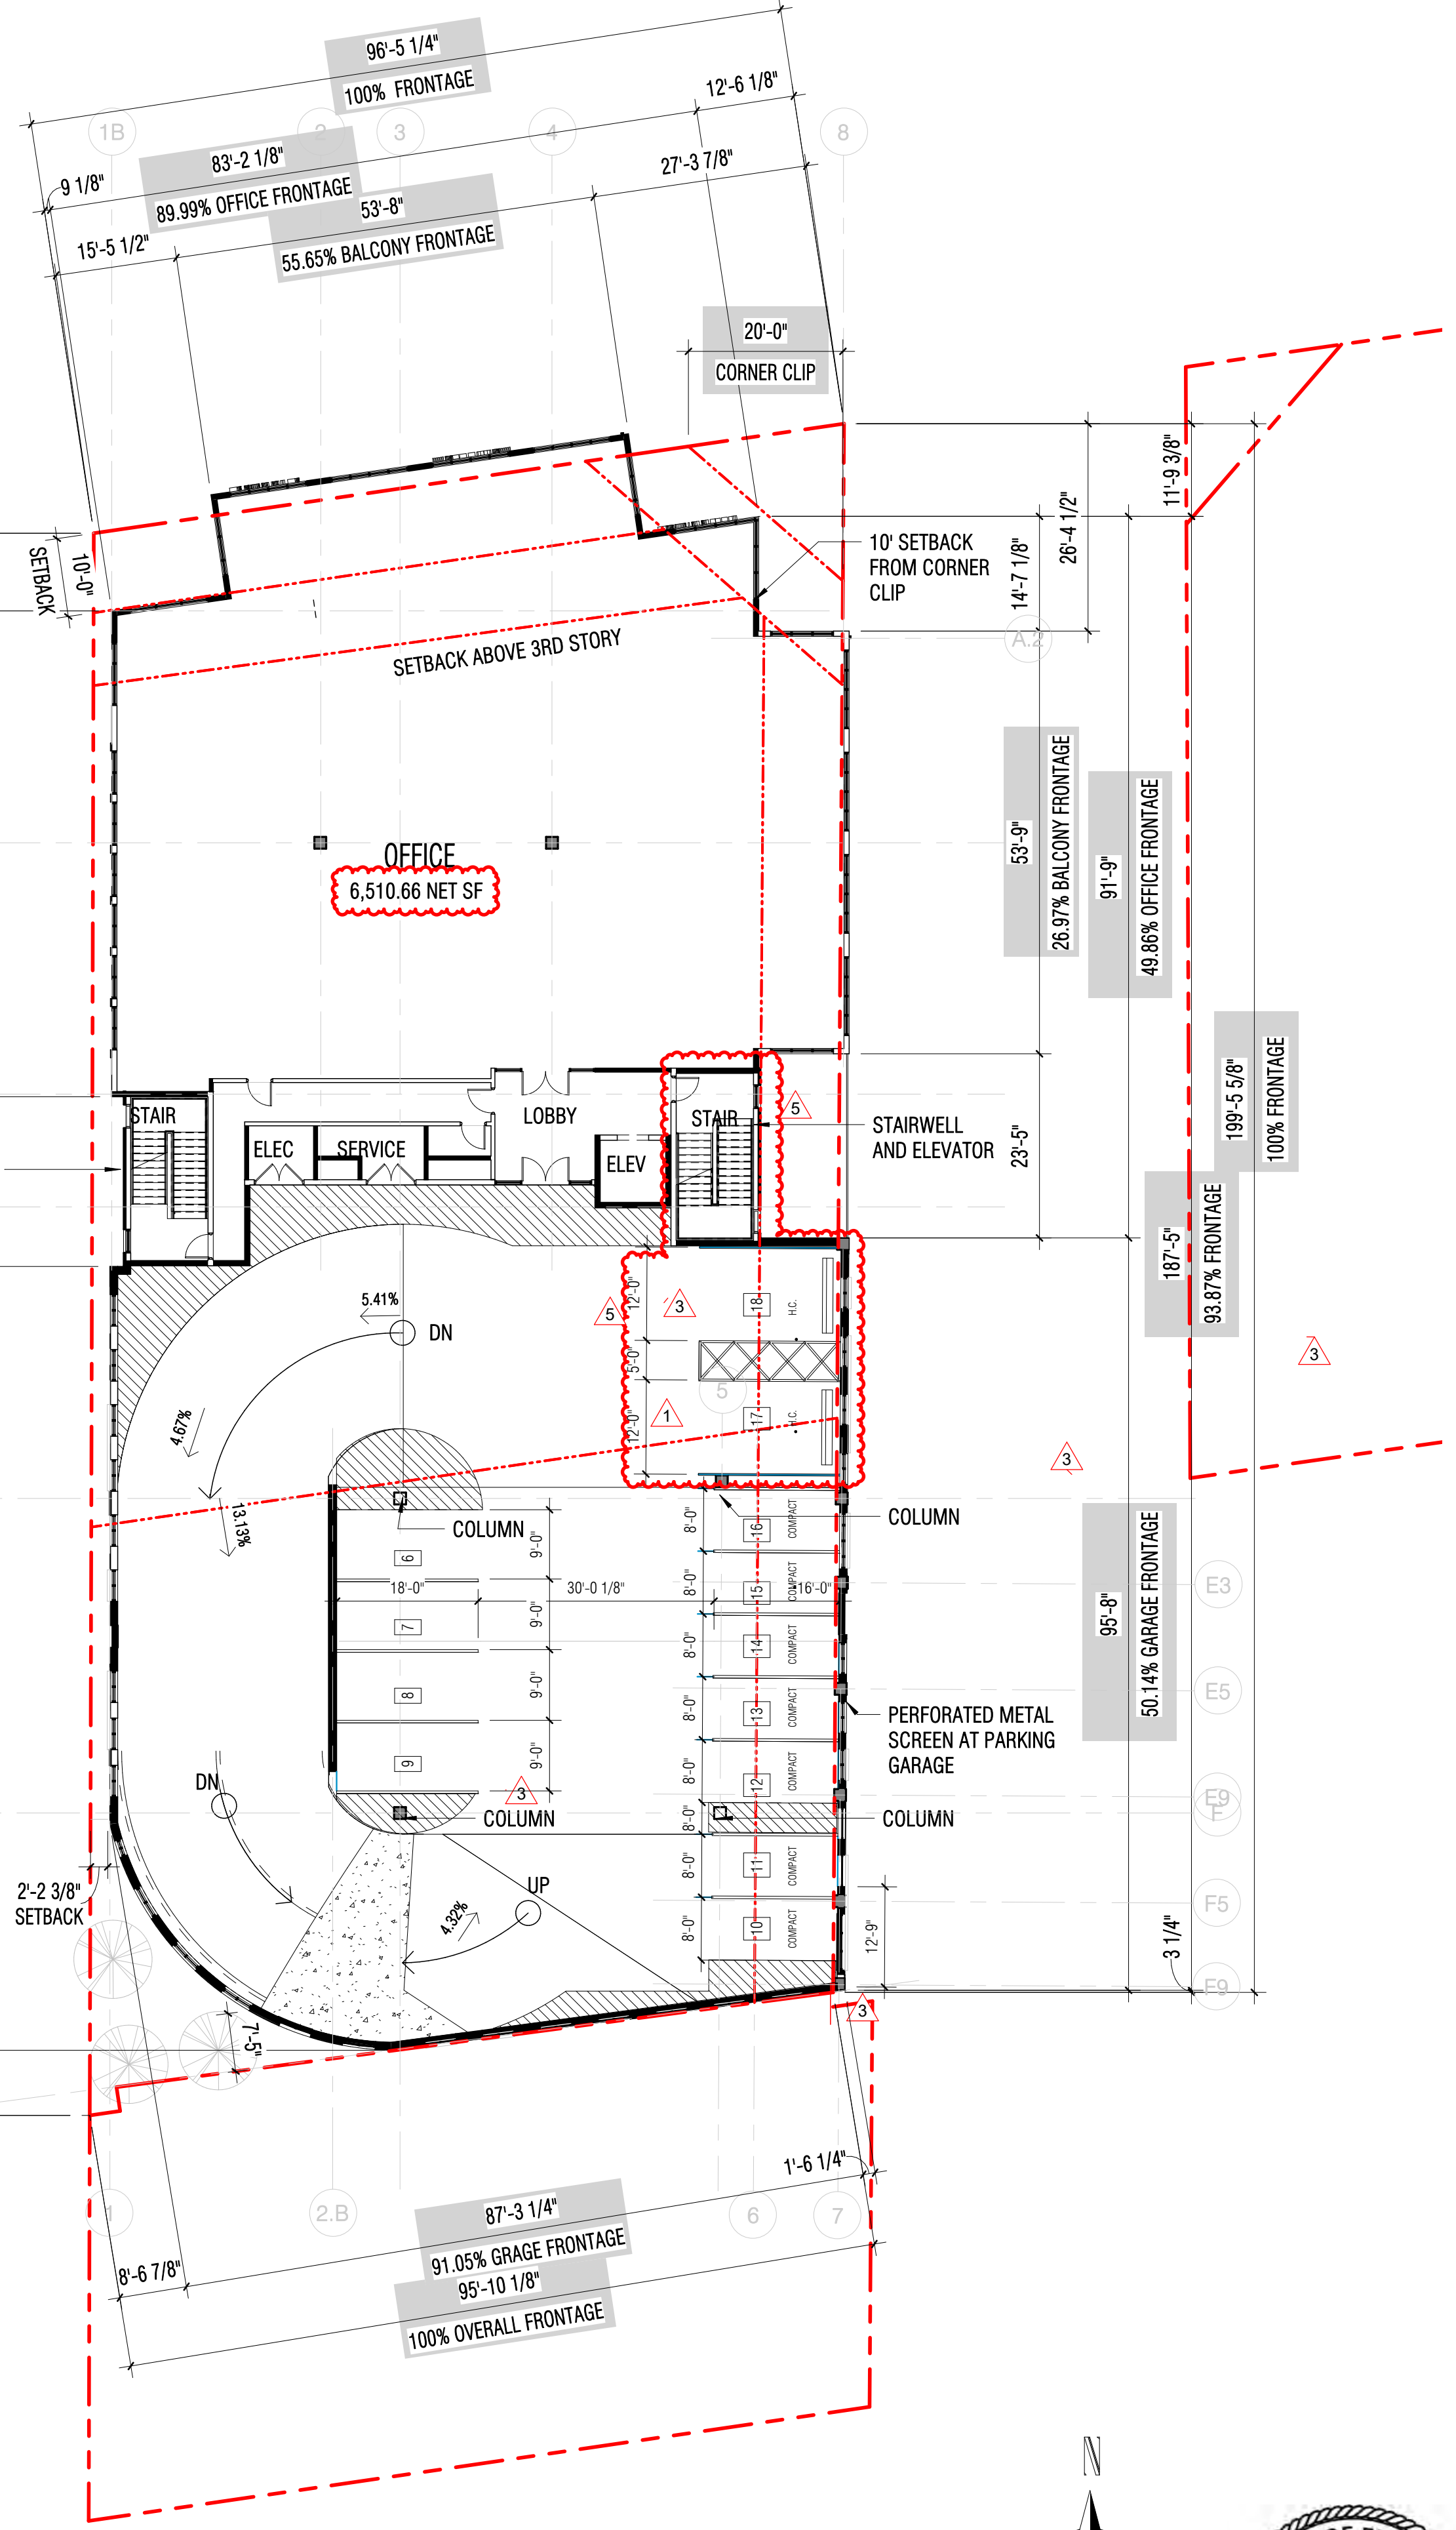 96'-5 1/4"
100% FRONTAGE
12'-6 1/8"
1B
2
3
4
8
83'-2 1/8"
89.99% OFFICE FRONTAGE
27'-3 7/8"
9 1/8"
53'-8"
55.65% BALCONY FRONTAGE
15'-5 1/2"
20'-0"
CORNER CLIP
11'-9 3/8"
26'-4 1/2"
14'-7 1/8"
10'-0"
SETBACK
10' SETBACK
FROM CORNER
CLIP
A.2
SETBACK ABOVE 3RD STORY
OFFICE
6,510.66 NET SF
53'-9"
26.97% BALCONY FRONTAGE
91'-9"
49.86% OFFICE FRONTAGE
199'-5 5/8"
100% FRONTAGE
STAIR
LOBBY
STAIR
5
ELEC
SERVICE
ELEV
STAIRWELL
AND ELEVATOR
23'-5"
187'-5"
93.87% FRONTAGE
5.41%
DN
5
3
12'-0"
18
H.C.
5'-0"
5
3
4.67%
1
12'-0"
17
H.C.
3
13.13%
COLUMN
COLUMN
8'-0"
16
COMPACT
6
9'-0"
18'-0"
30'-0 1/8"
16'-0"
8'-0"
15
COMPACT
E3
7
9'-0"
8'-0"
14
COMPACT
95'-8"
50.14% GARAGE FRONTAGE
8
9'-0"
8'-0"
13
COMPACT
E5
PERFORATED METAL
SCREEN AT PARKING
GARAGE
9
9'-0"
8'-0"
12
COMPACT
DN
3
E9
F
COLUMN
8'-0"
COLUMN
8'-0"
11
COMPACT
2'-2 3/8"
SETBACK
UP
4.32%
8'-0"
10
COMPACT
12'-9"
F5
3 1/4"
F9
3
7'-5"
1'-6 1/4"
1
2.B
6
7
87'-3 1/4"
91.05% GRAGE FRONTAGE
8'-6 7/8"
95'-10 1/8"
100% OVERALL FRONTAGE
N